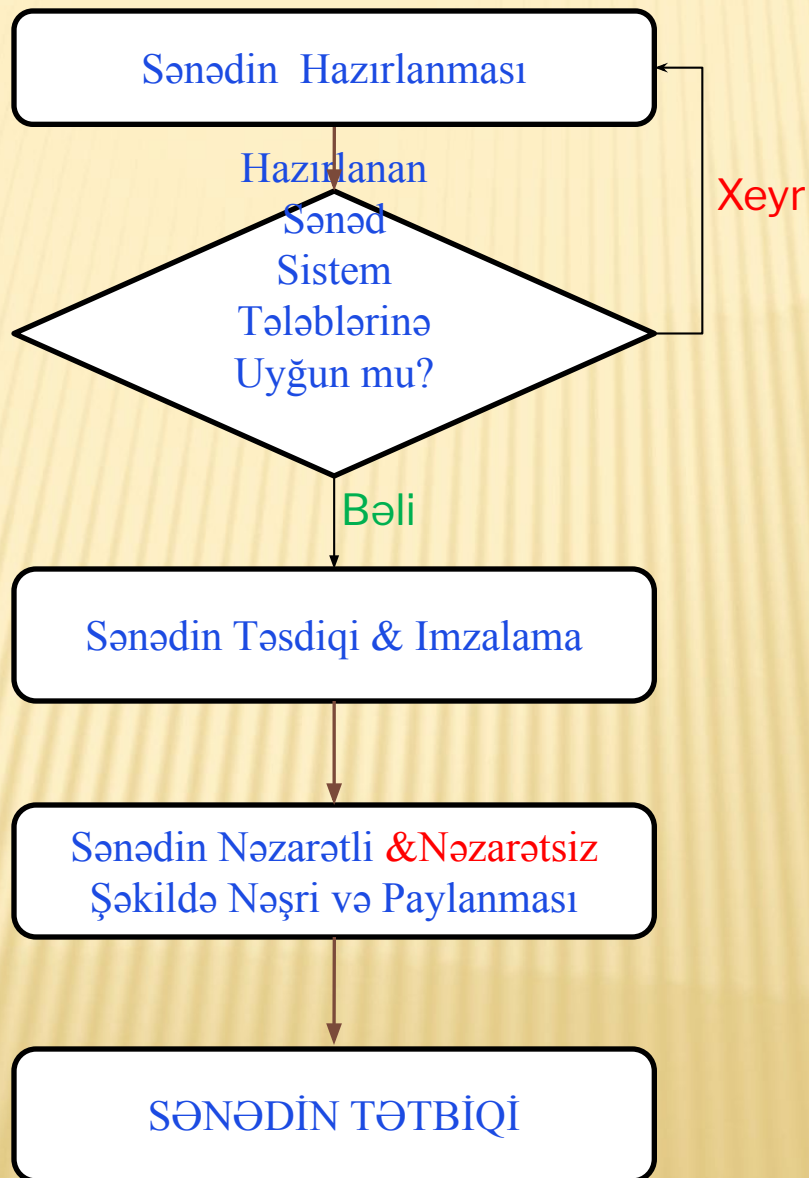 Sənədin Hazırlanması
Hazırlanan
Sənəd
Sistem
Tələblərinə
Uyğun mu?
Xeyr
Bəli
Sənədin Təsdiqi & Imzalama
Sənədin Nəzarətli &Nəzarətsiz
Şəkildə Nəşri və Paylanması
SƏNƏDİN TƏTBİQİ